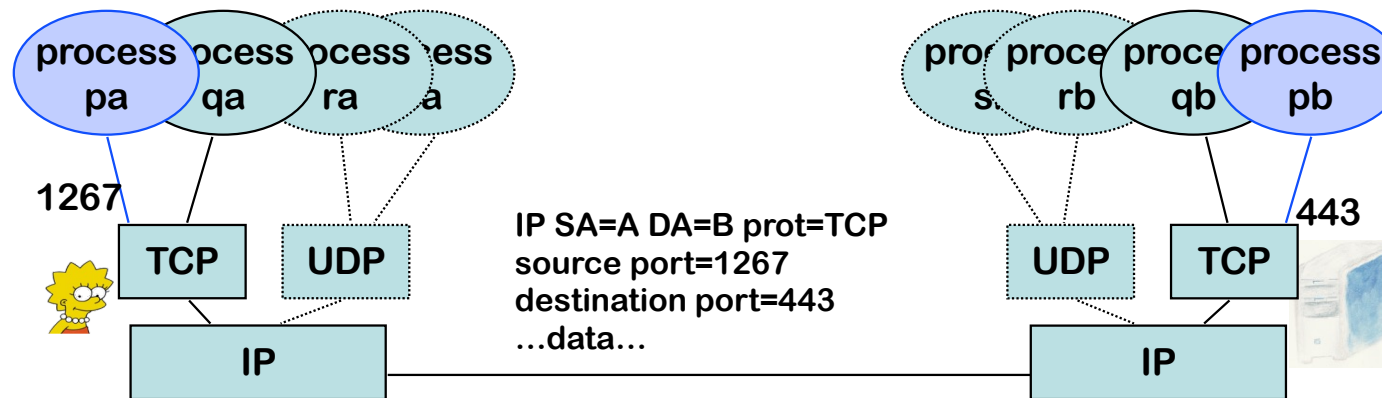 process
pa
ocess
qa
ocess
ra
ess
a
proc
s
proce
rb
proce
qb
process
pb
1267
443
TCP
UDP
IP SA=A DA=B prot=TCP
source port=1267
destination port=443
...data...
UDP
TCP
IP
IP